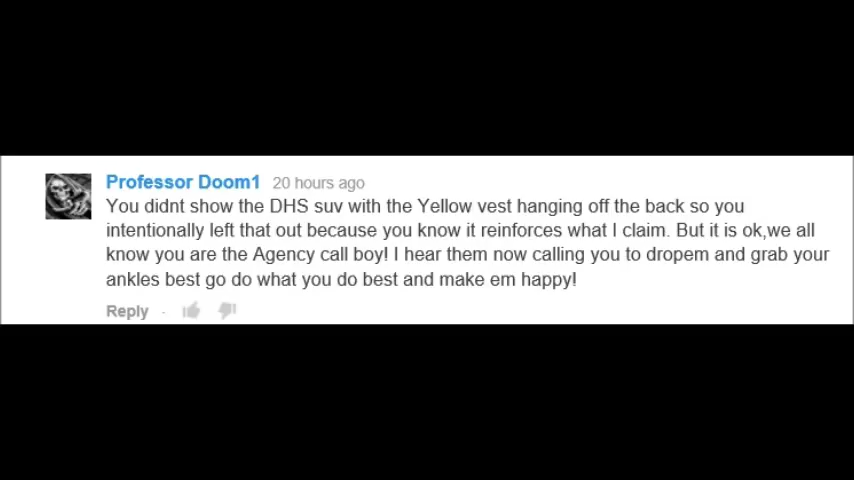 Professor Doom1 20 hours ago
You didnt show the DHS suv with the Yellow vest hanging off the back so you
intentionally left that out because you know it reinforces what I claim. But it is ok,we all
know you are the Agency call boy! I hear them now calling you to dropem and grab your
ankles best go do what you do best and make em happy!
Reply ·